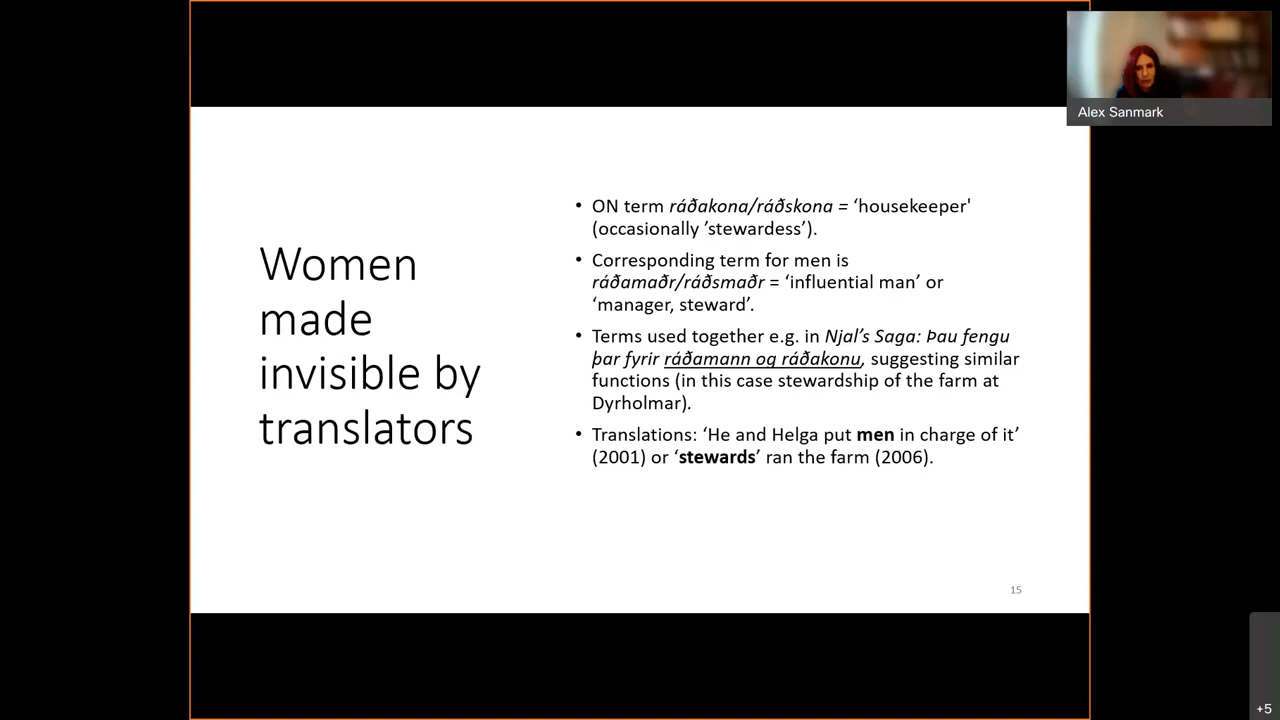 Alex Sanmark
Women
made
invisible by
translators
• ON term ráðakona/ráðskona = ‘housekeeper'
(occasionally ’stewardess’).
• Corresponding term for men is
ráðamaðr/ráðsmaðr = ‘influential man’ or
‘manager, steward’.
• Terms used together e.g. in Njal’s Saga: Þau fengu
þar fyrir ráðamann og ráðakonu, suggesting similar
functions (in this case stewardship of the farm at
Dyrholmar).
• Translations: ‘He and Helga put men in charge of it’
(2001) or ‘stewards’ ran the farm (2006).
15
+5